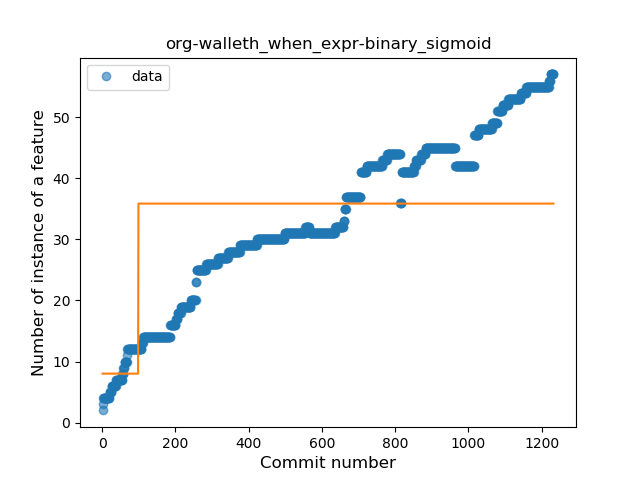 org-walleth_when_expr-binary_sigmoid
data
Number of instance of a feature
50
40
30
20
10
0
0 200 400 600 800 1000 1200
Commit number